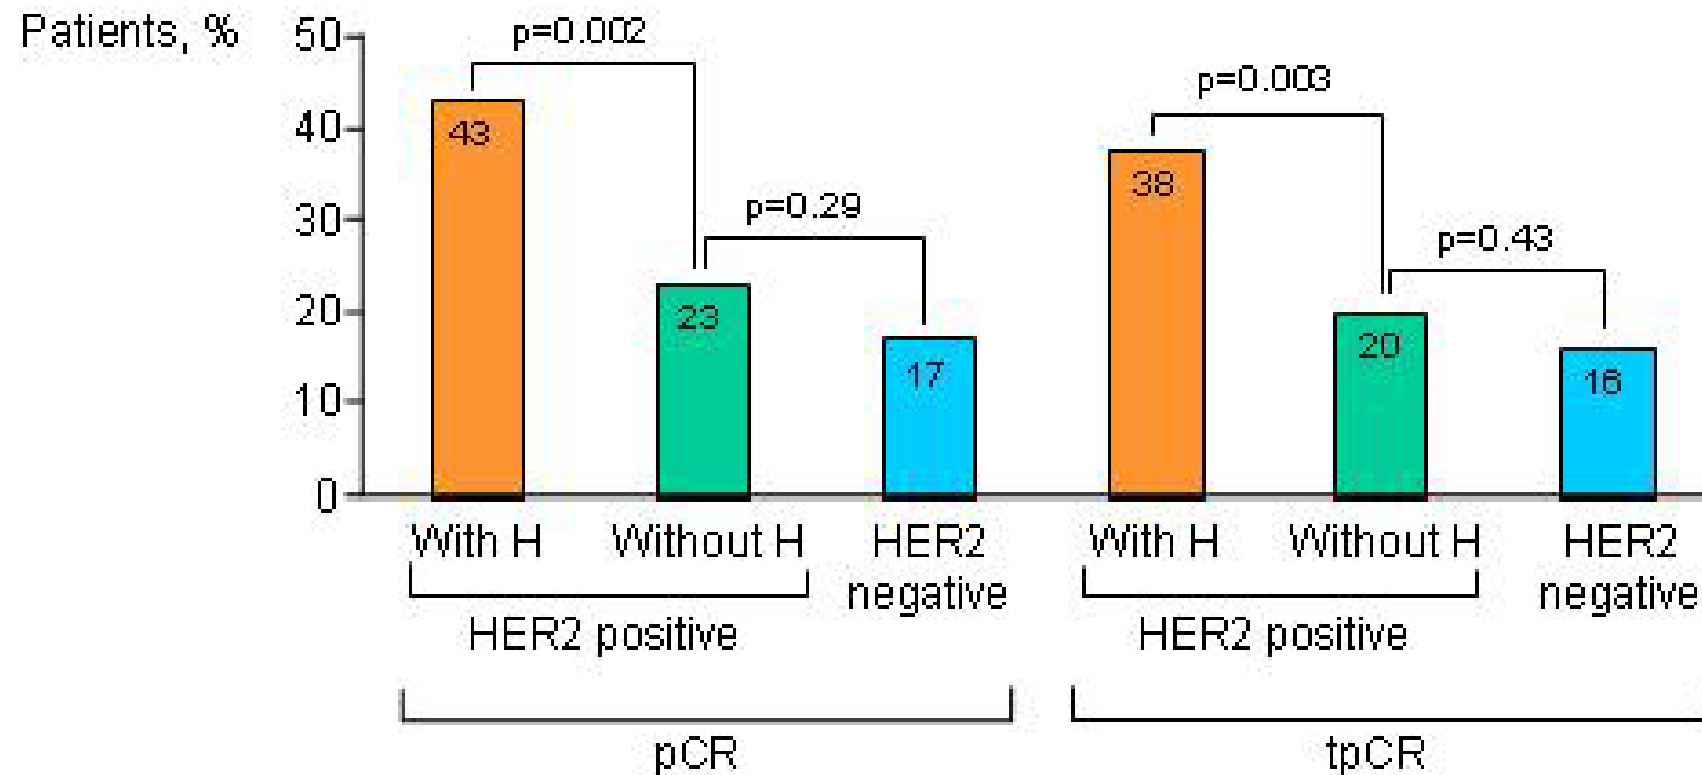 Patients, %
50
40
30
20
10
0
p=0.002
p=0.29
p=0.003
p=0.43
43
23
17
38
20
16
With H
Without H
HER2
negative
HER2 positive
With H
Without H
HER2
negative
HER2 positive
pCR
tpCR